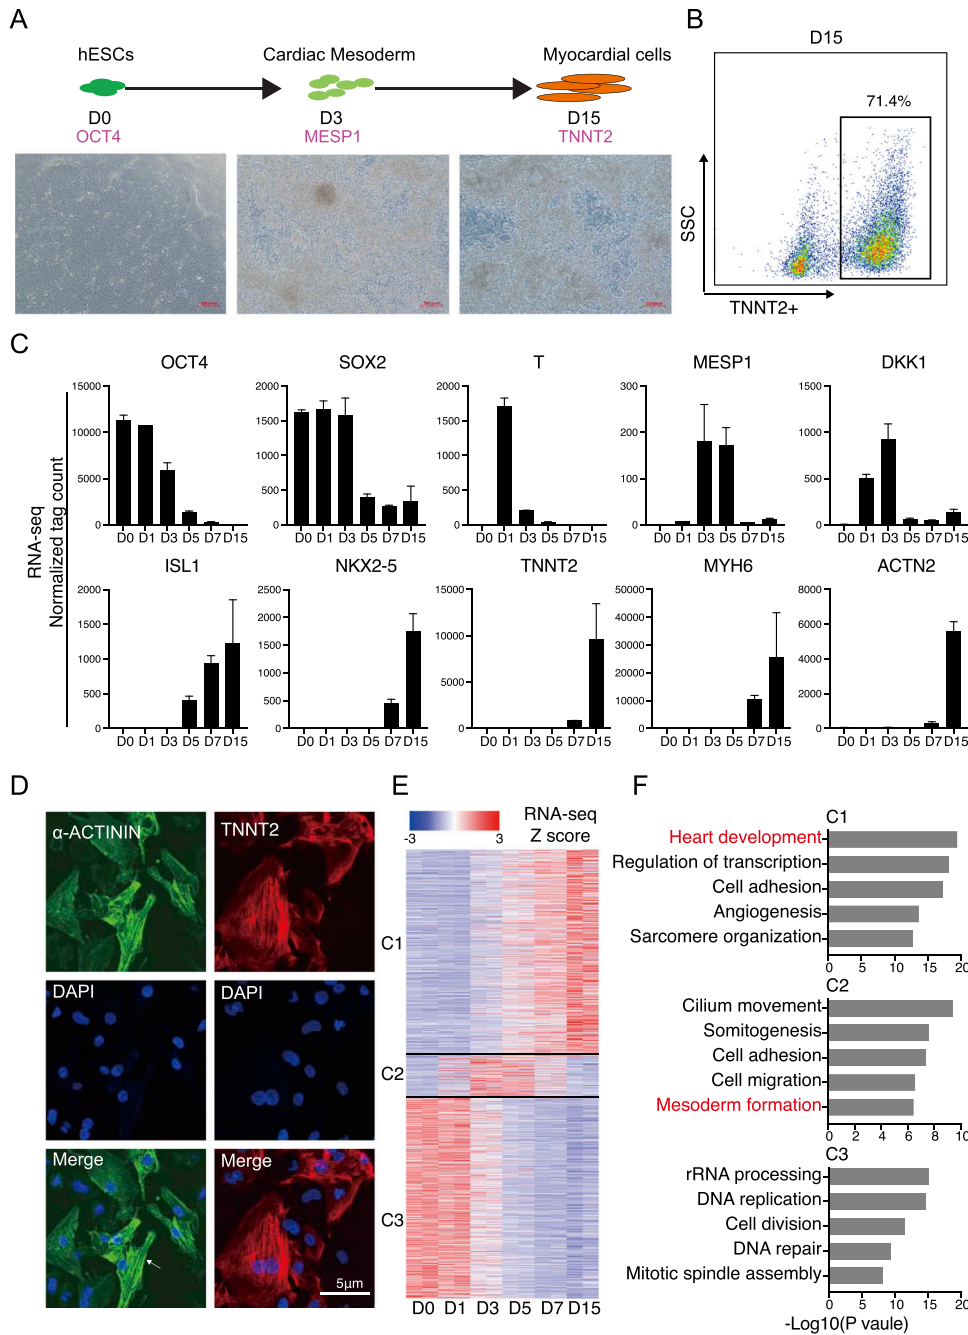 A
hESCs
Cardiac Mesoderm
Myocardial cells
D0
D3
D15
OCT4
MESP1
TNNT2
B
D15
71.4%
SSC
TNNT2+
C
RNA-seq
Normalized tag count
OCT4
15000
10000
5000
0
D0 D1 D3 D5 D7 D15
SOX2
2000
1500
1000
500
0
D0 D1 D3 D5 D7 D15
T
2000
1500
1000
500
0
D0 D1 D3 D5 D7 D15
MESP1
300
200
100
0
D0 D1 D3 D5 D7 D15
DKK1
1500
1000
500
0
D0 D1 D3 D5 D7 D15
ISL1
2000
1500
1000
500
0
D0 D1 D3 D5 D7 D15
NKX2-5
2500
2000
1500
1000
500
0
D0 D1 D3 D5 D7 D15
TNNT2
15000
10000
5000
0
D0 D1 D3 D5 D7 D15
MYH6
50000
40000
30000
20000
10000
0
D0 D1 D3 D5 D7 D15
ACTN2
8000
6000
4000
2000
0
D0 D1 D3 D5 D7 D15
D
α-ACTININ
TNNT2
DAPI
DAPI
Merge
Merge
5μm
E
-3
3
RNA-seq
Z score
C1
C2
C3
D0 D1 D3 D5 D7 D15
F
C1
Heart development
Regulation of transcription
Cell adhesion
Angiogenesis
Sarcomere organization
0 5 10 15 20
C2
Cilium movement
Somitogenesis
Cell adhesion
Cell migration
Mesoderm formation
0 2 4 6 8 10
C3
rRNA processing
DNA replication
Cell division
DNA repair
Mitotic spindle assembly
0 5 10 15 20
-Log10(P vaule)